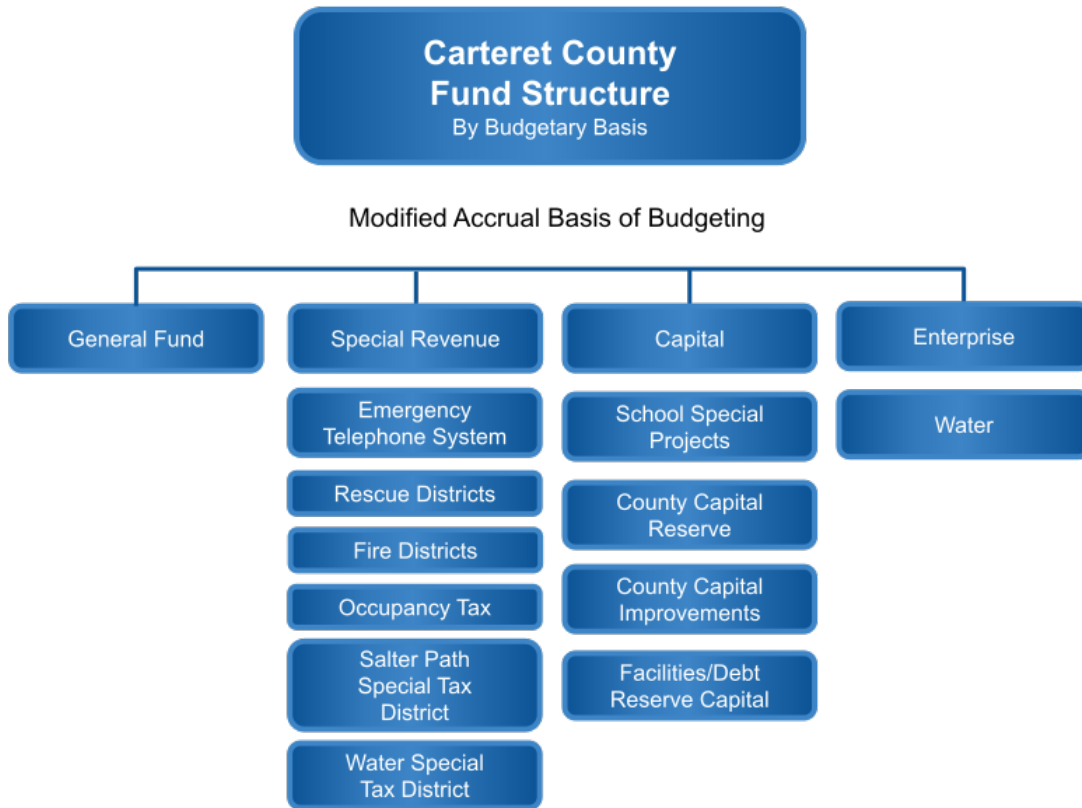 Carteret County
Fund Structure
By Budgetary Basis
Modified Accrual Basis of Budgeting
General Fund
Special Revenue
Emergency
Telephone System
Rescue Districts
Fire Districts
Occupancy Tax
Salter Path
Special Tax
District
Water Special
Tax District
Capital
School Special
Projects
County Capital
Reserve
County Capital
Improvements
Facilities/Debt
Reserve Capital
Enterprise
Water